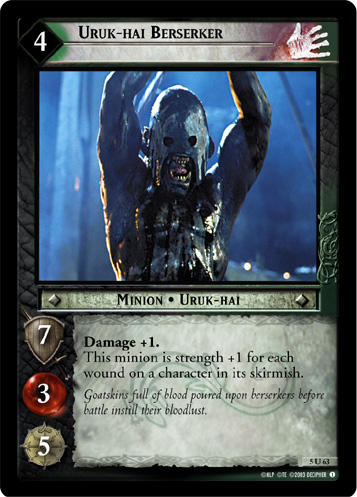 4
URUK-HAI BERSERKER
MINION • URUK-HAI
7
Damage +1.
This minion is strength +1 for each
wound on a character in its skirmish.
3
Goatskins full of blood poured upon berserkers before
battle instill their bloodlust.
5
5 U 63
©NLP ©TE ©2003 DECIPHER